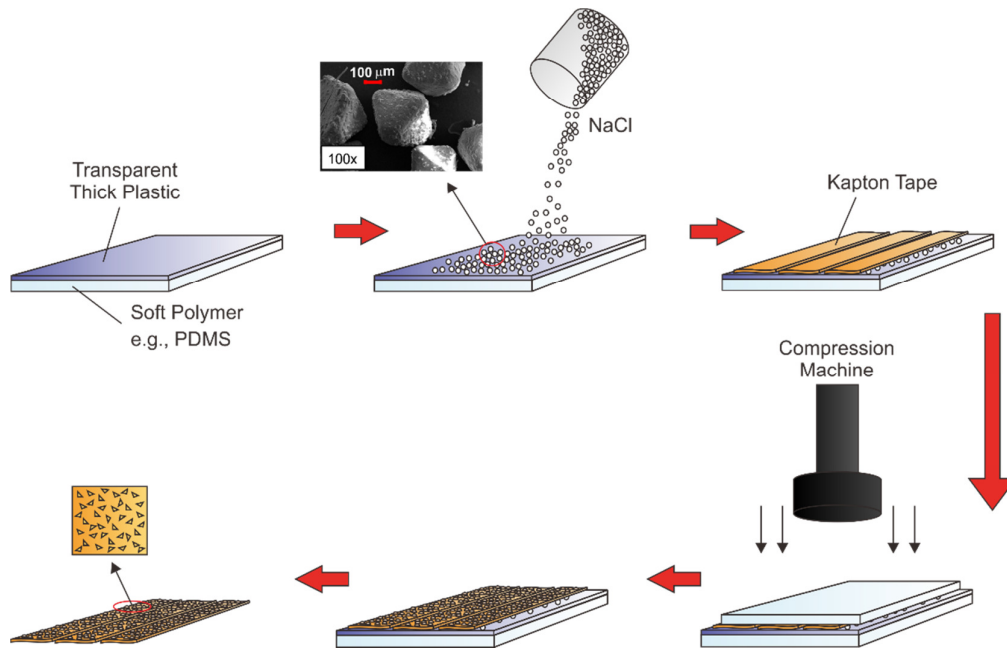 100 μm
100x
NaCl
Transparent
Thick Plastic
Kapton Tape
Soft Polymer
e.g., PDMS
Compression
Machine